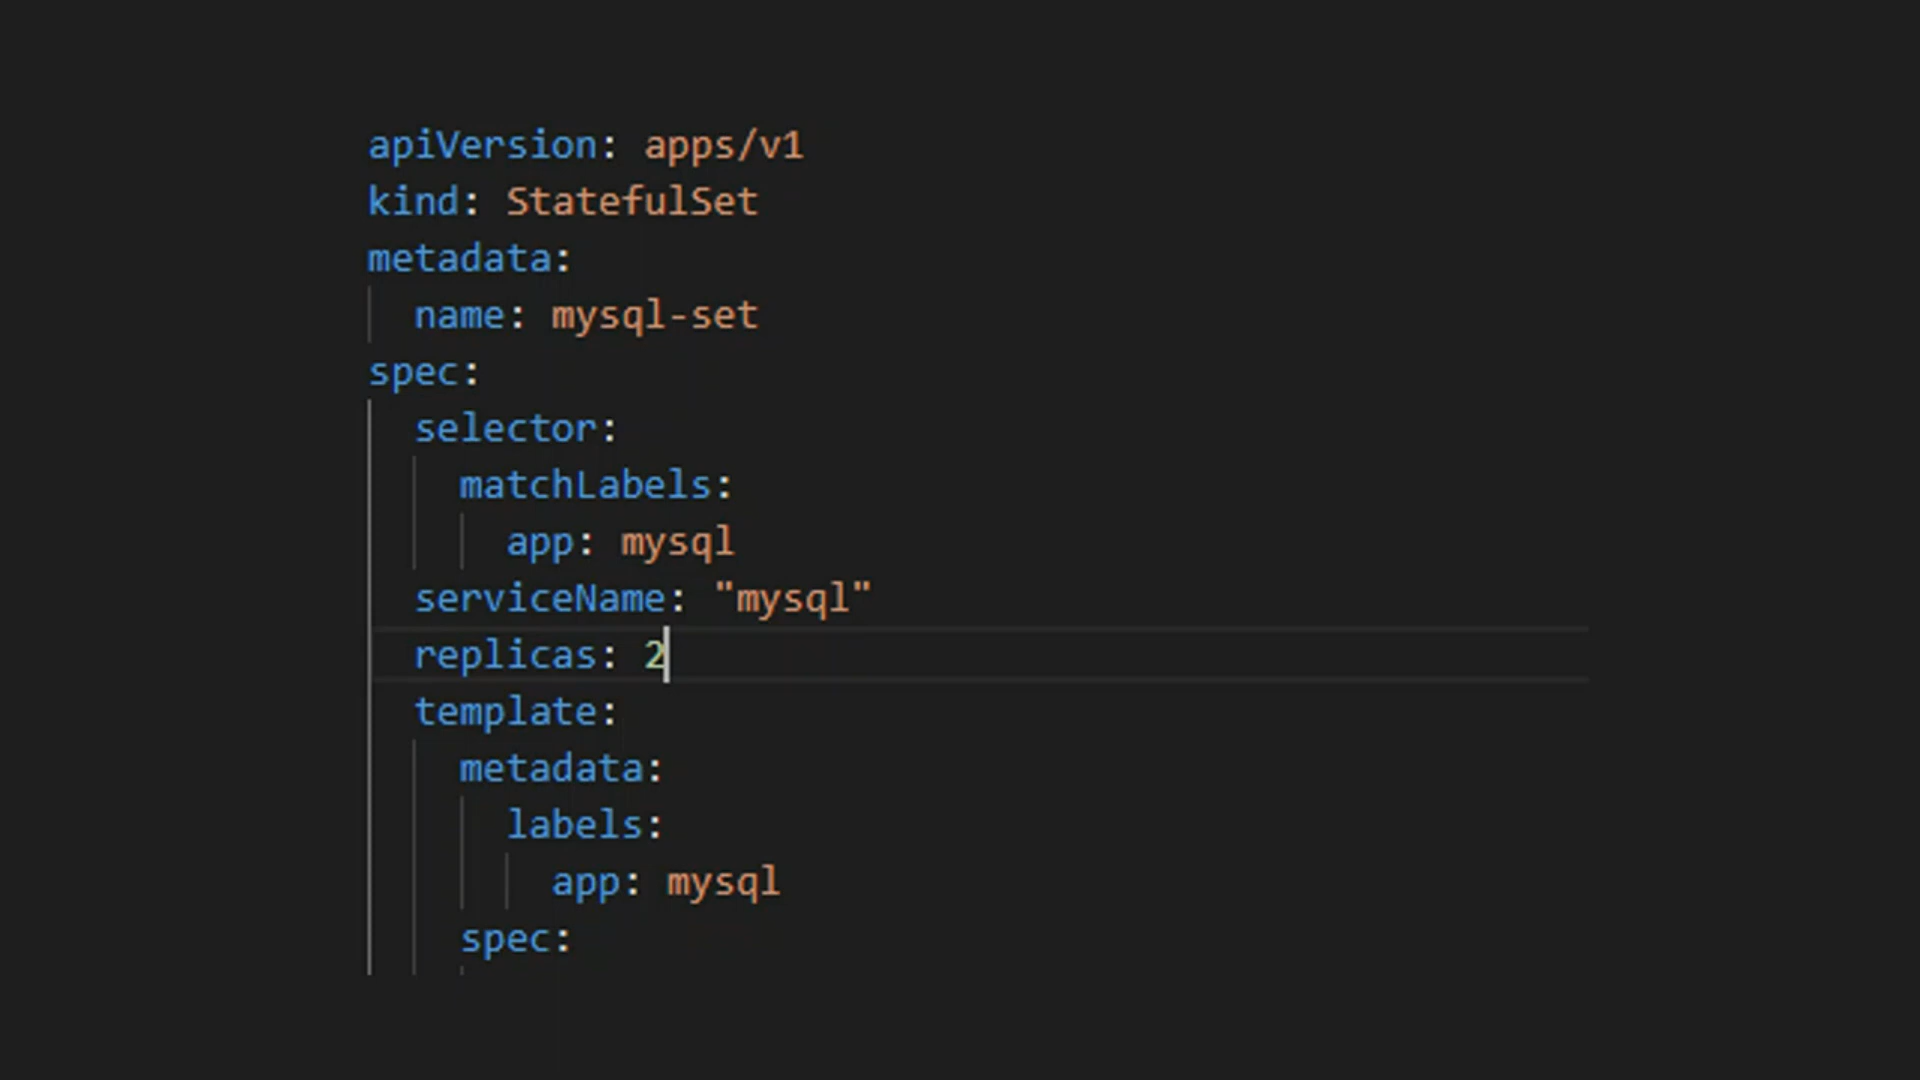 apiVersion: apps/v1
kind: StatefulSet
metadata:
  name: mysql-set
spec:
  selector:
    matchLabels:
      app: mysql
  serviceName: "mysql"
  replicas: 2
  template:
    metadata:
      labels:
        app: mysql
    spec: